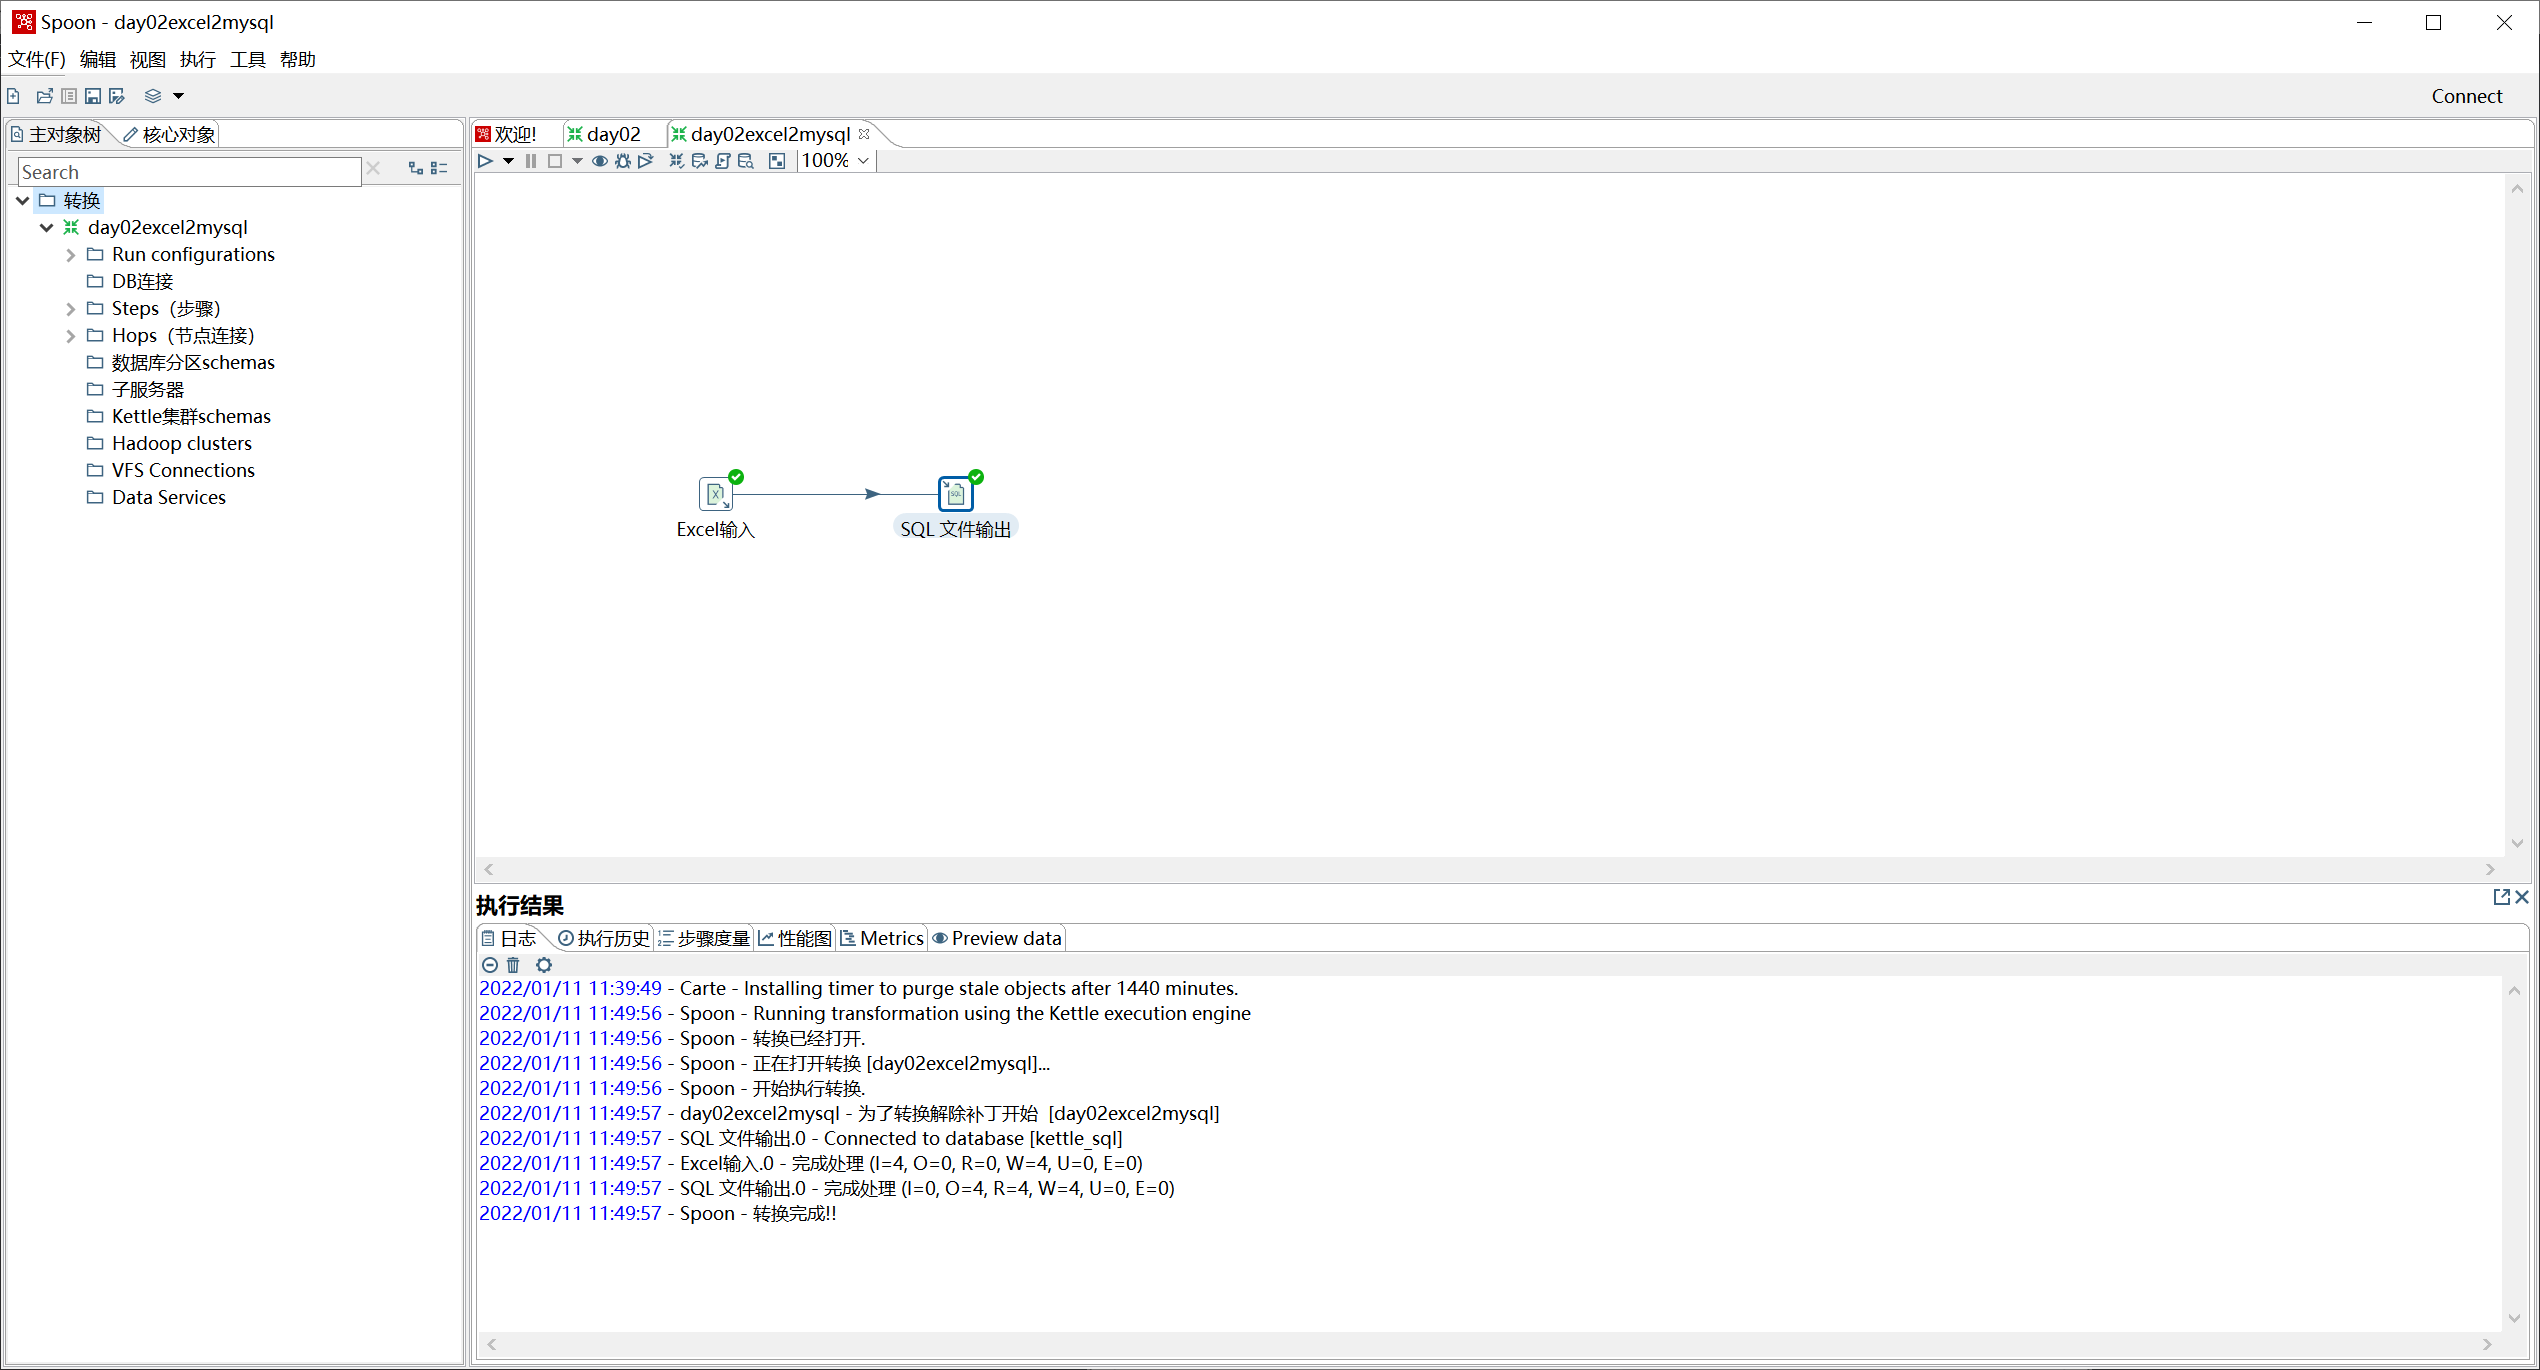 Spoon - day02excel2mysql
文件(F) 编辑 视图 执行 工具 帮助
Connect
主对象树 核心对象
Search
转换
day02excel2mysql
Run configurations
DB连接
Steps（步骤）
Hops（节点连接）
数据库分区schemas
子服务器
Kettle集群schemas
Hadoop clusters
VFS Connections
Data Services
欢迎! day02 day02excel2mysql
100%
Excel输入 SQL 文件输出
执行结果
日志 执行历史 步骤度量 性能图 Metrics Preview data
2022/01/11 11:39:49 - Carte - Installing timer to purge stale objects after 1440 minutes.
2022/01/11 11:49:56 - Spoon - Running transformation using the Kettle execution engine
2022/01/11 11:49:56 - Spoon - 转换已经打开.
2022/01/11 11:49:56 - Spoon - 正在打开转换 [day02excel2mysql]...
2022/01/11 11:49:56 - Spoon - 开始执行转换.
2022/01/11 11:49:57 - day02excel2mysql - 为了转换解除补丁开始  [day02excel2mysql]
2022/01/11 11:49:57 - SQL 文件输出.0 - Connected to database [kettle_sql]
2022/01/11 11:49:57 - Excel输入.0 - 完成处理 (I=4, O=0, R=0, W=4, U=0, E=0)
2022/01/11 11:49:57 - SQL 文件输出.0 - 完成处理 (I=0, O=4, R=4, W=4, U=0, E=0)
2022/01/11 11:49:57 - Spoon - 转换完成!!